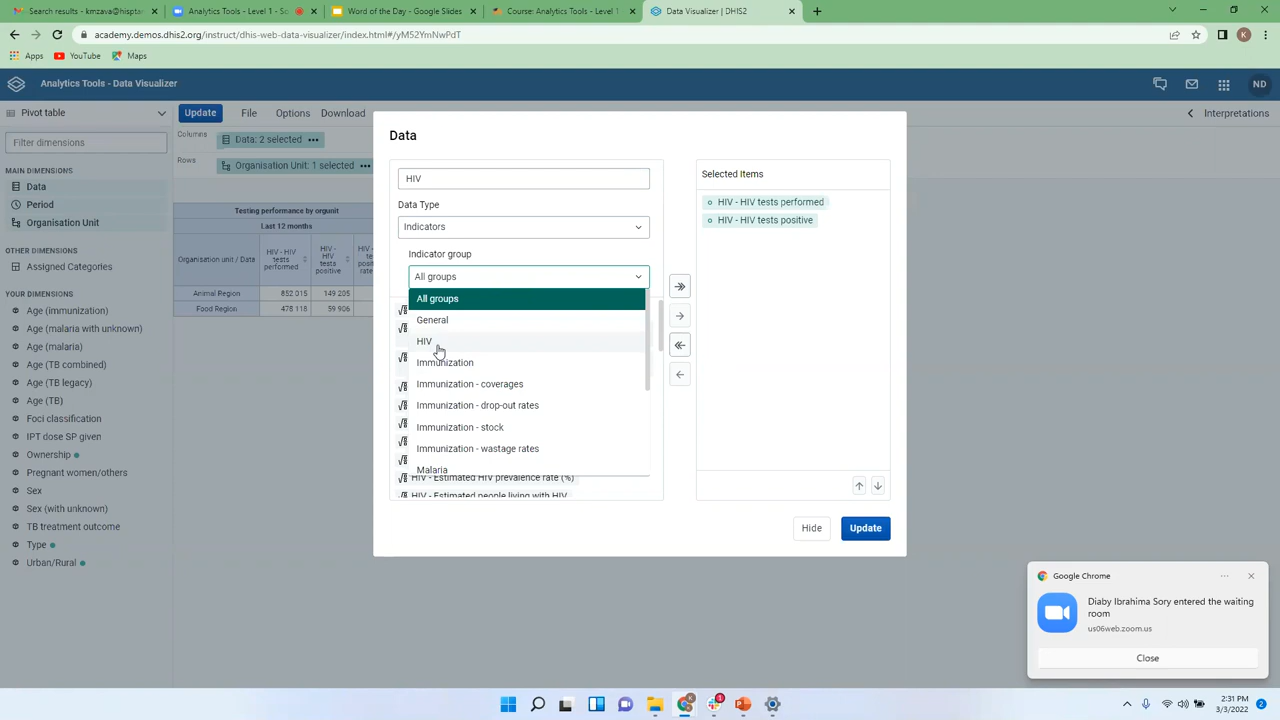 Search results - kmzava@hisptan
Analytics Tools - Level 1 - S
Word of the Day - Google Slides
Course: Analytics Tools - Level 1
Data Visualizer | DHIS2
academy.demos.dhis2.org/instruct/dhis-web-data-visualizer/index.html#/yM52YmNwPdT
K
Apps
YouTube
Maps
Analytics Tools - Data Visualizer
ND
Pivot table
Update
File
Options
Download
Interpretations
Filter dimensions
Columns
Data: 2 selected
Rows
Organisation Unit: 1 selected
MAIN DIMENSIONS
Data
Period
Organisation Unit
OTHER DIMENSIONS
Assigned Categories
YOUR DIMENSIONS
Age (immunization)
Age (malaria with unknown)
Age (malaria)
Age (TB combined)
Age (TB legacy)
Age (TB)
Foci classification
IPT dose SP given
Ownership
Pregnant women/others
Sex
Sex (with unknown)
TB treatment outcome
Type
Urban/Rural
Testing performance by orgunit
Last 12 months
Organisation unit / Data
HIV - HIV tests performed
HIV - HIV tests positive
Animal Region
852 015
149 205
Food Region
478 118
59 906
Data
HIV
Data Type
Indicators
Indicator group
All groups
All groups
General
HIV
Immunization
Immunization - coverages
Immunization - drop-out rates
Immunization - stock
Immunization - wastage rates
Malaria
HIV - Estimated HIV prevalence rate (%)
HIV - Estimated people living with HIV
Selected Items
HIV - HIV tests performed
HIV - HIV tests positive
Hide
Update
Google Chrome
Diaby Ibrahima Sory entered the waiting
room
us06web.zoom.us
Close
2:31 PM
3/3/2022